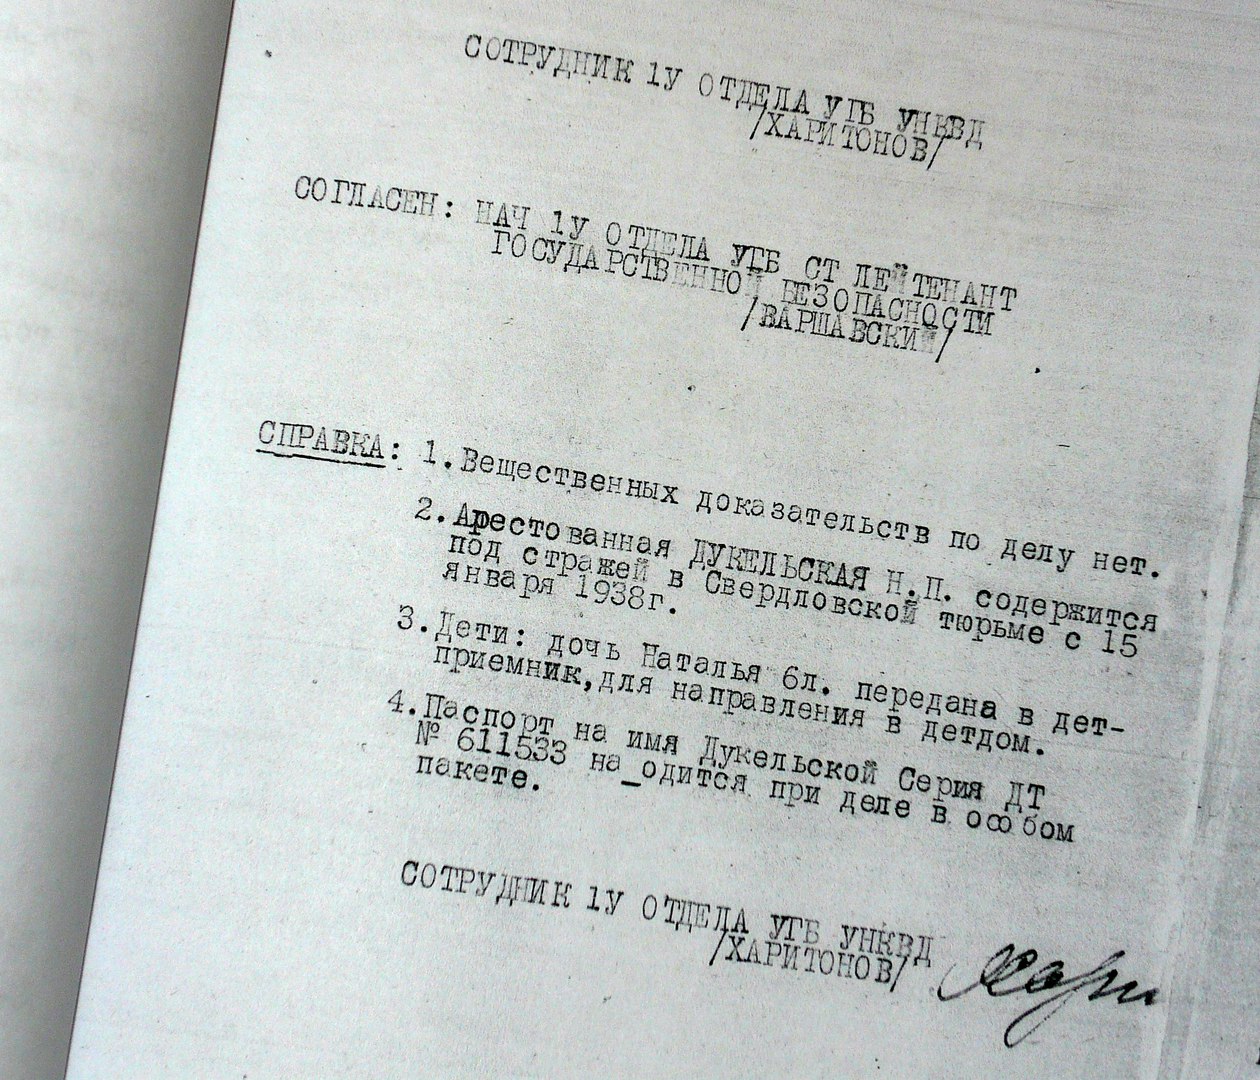 СОТРУДНИК 1У ОТДЕЛА УГБ УНКВД
/ХАРИТОНОВ/
СОГЛАСЕН: НАЧ 1У ОТДЕЛА УГБ СТ ЛЕЙТЕНАНТ
ГОСУДАРСТВЕННОЙ БЕЗОПАСНОСТИ
/ВАРШАВСКИЙ/
СПРАВКА: 1.Вещественных доказательств по делу нет.
2.Арестованная ДУКЕЛЬСКАЯ Н.П. содержится
под стражей в Свердловской тюрьме с 15
января 1938г.
3.Дети: дочь Наталья 6л. передана в дет-
приемник,для направления в детдом.
4.Паспорт на имя Дукельской Серия ДТ
№ 611533 на_одится при деле в особом
пакете.
СОТРУДНИК 1У ОТДЕЛА УГБ УНКВД
/ХАРИТОНОВ/ Хари